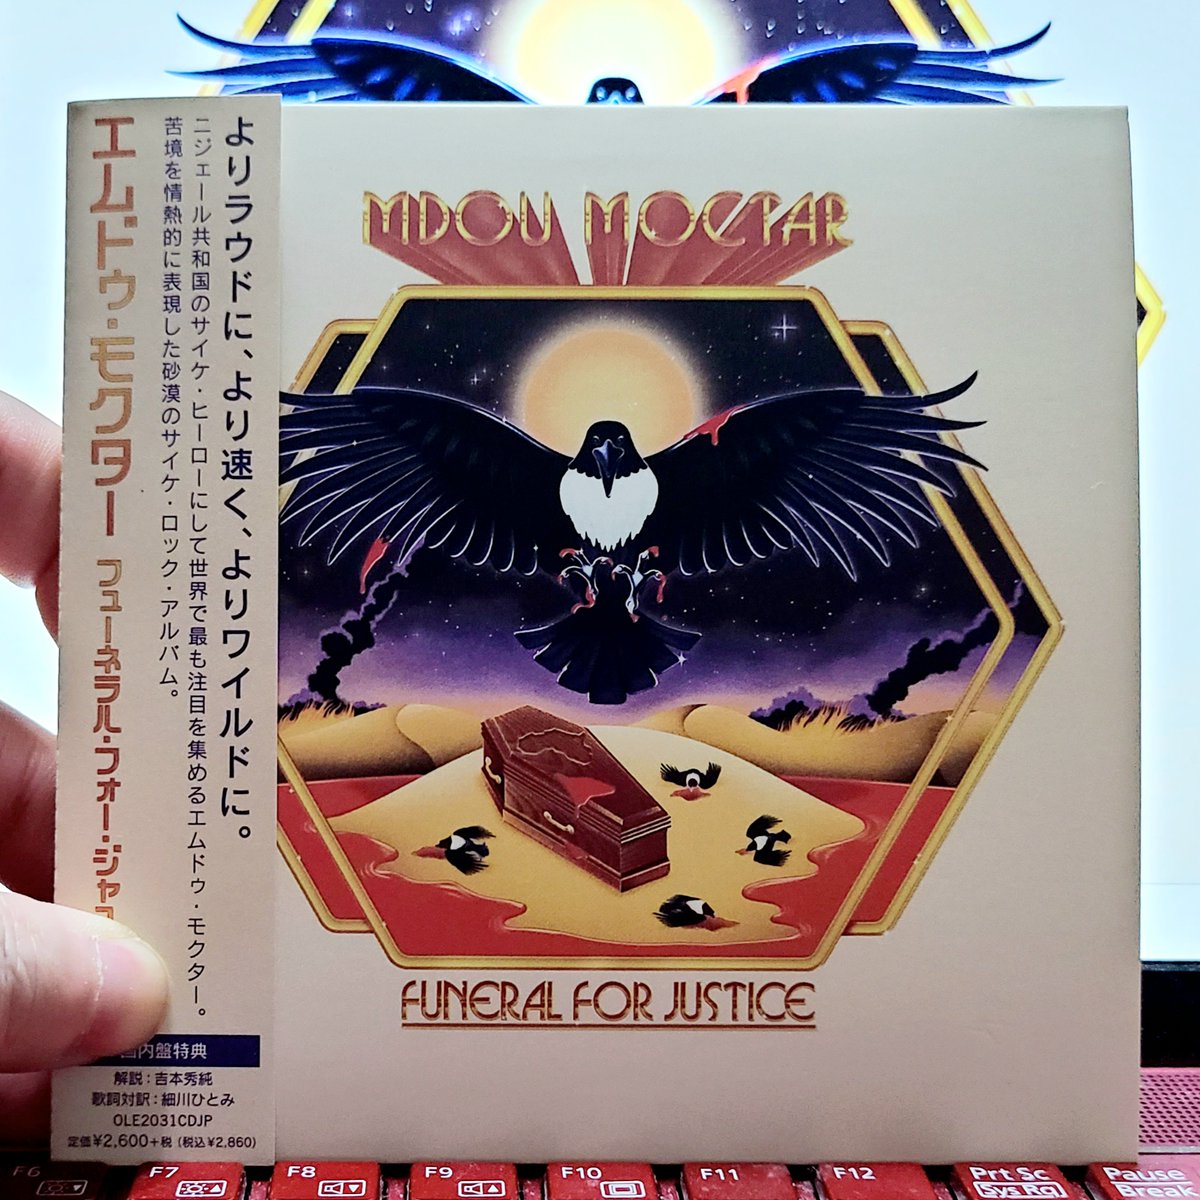 よりラウドに、より速く、よりワイルドに。
ニジェール共和国のサイケ・ヒーローにして世界で最も注目を集めるエムドゥ・モクター。
苦境を情熱的に表現した砂漠のサイケ・ロック・アルバム。
エムドゥ・モクター フューネラル・フォー・ジャス
国内盤特典
解説：吉本秀純
歌詞対訳：細川ひとみ
OLE2031CDJP
定価¥2,600+税 (税込¥2,860)
MDOU MOCTAR
FUNERAL FOR JUSTICE
F6
F7
F8
F9
F10
F11
F12
Prt Sc
Sys Rq
Pause
Break